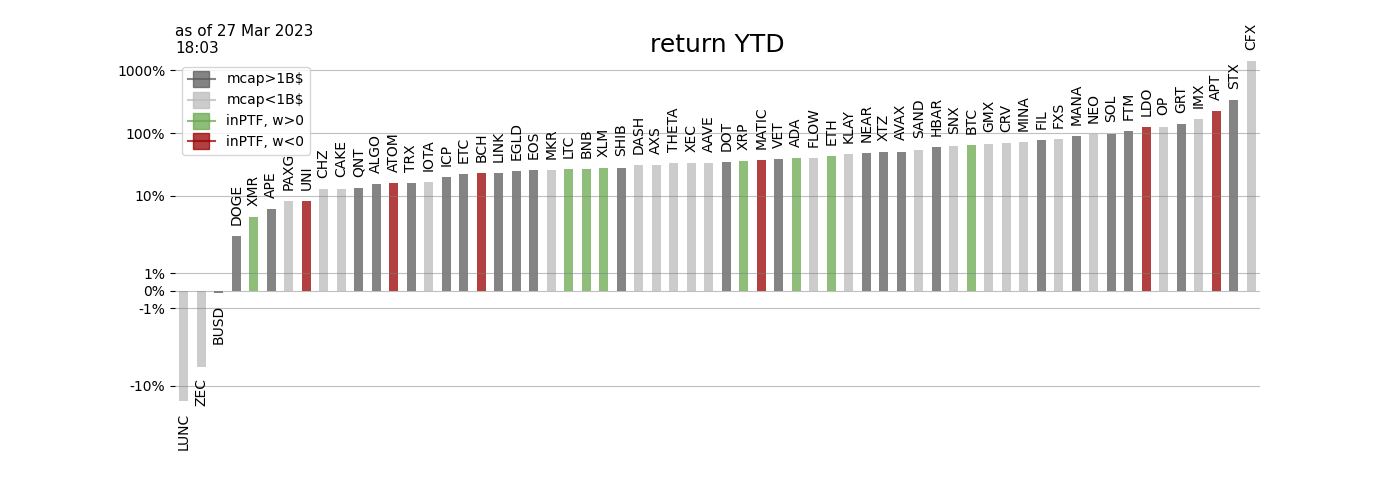 as of 27 Mar 2023
18:03
return YTD
mcap>1B$
mcap<1B$
inPTF, w>0
inPTF, w<0
1000%
100%
10%
1%
0%
-1%
-10%
LUNC
ZEC
BUSD
DOGE
XMR
APE
PAXG
UNI
CHZ
CAKE
QNT
ALGO
ATOM
TRX
IOTA
ICP
ETC
BCH
LINK
EGLD
EOS
MKR
LTC
BNB
XLM
SHIB
DASH
AXS
THETA
XEC
AAVE
DOT
XRP
MATIC
VET
ADA
FLOW
ETH
KLAY
NEAR
XTZ
AVAX
SAND
HBAR
SNX
BTC
GMX
CRV
MINA
FIL
FXS
MANA
NEO
SOL
FTM
LDO
OP
GRT
IMX
APT
STX
CFX